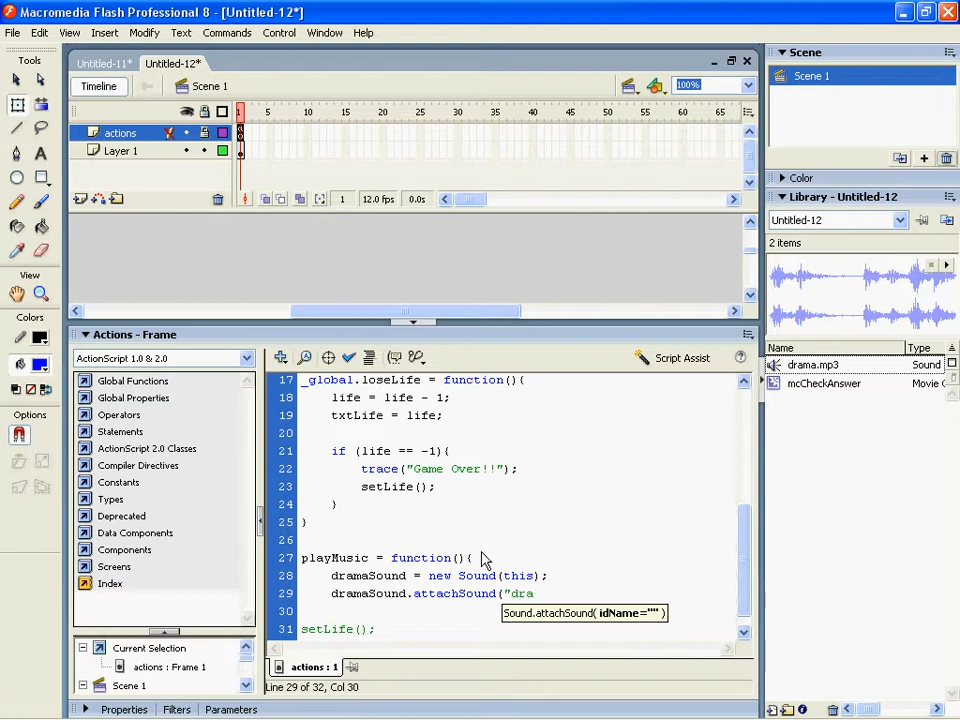 Macromedia Flash Professional 8 - [Untitled-12*]
File Edit View Insert Modify Text Commands Control Window Help
Tools
View
Colors
Options
Untitled-11* Untitled-12*
Timeline Scene 1 100%
1 5 10 15 20 25 30 35 40 45 50 55 60 65
actions
Layer 1
1 12.0 fps 0.0s
Actions - Frame
ActionScript 1.0 & 2.0
Script Assist
Global Functions
Global Properties
Operators
Statements
ActionScript 2.0 Classes
Compiler Directives
Constants
Types
Deprecated
Data Components
Components
Screens
Index
Current Selection
actions : Frame 1
Scene 1
17 _global.loseLife = function(){
18 life = life - 1;
19 txtLife = life;
20
21 if (life == -1){
22 trace("Game Over!!");
23 setLife();
24 }
25 }
26
27 playMusic = function(){
28 dramaSound = new Sound(this);
29 dramaSound.attachSound("dra
Sound.attachSound( idName="" )
30
31 setLife();
actions : 1
Line 29 of 32, Col 30
Properties Filters Parameters
Scene
Scene 1
Color
Library - Untitled-12
Untitled-12
2 items
Name Type
drama.mp3 Sound
mcCheckAnswer Movie C